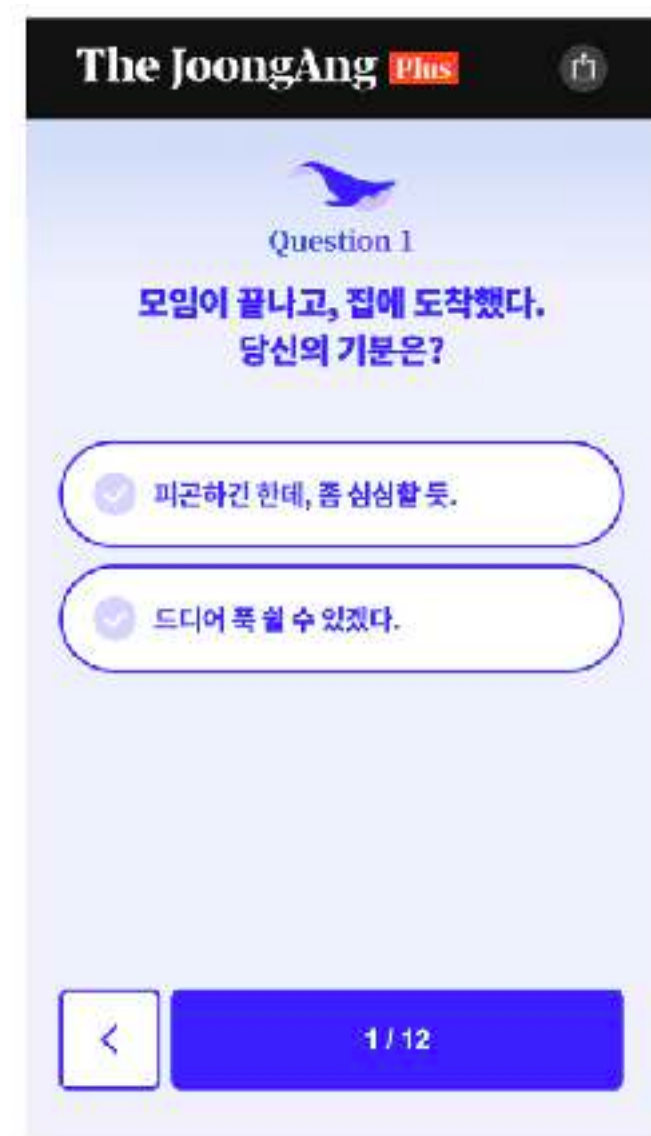 The JoongAng Plus
Question 1
모임이 끝나고, 집에 도착했다.
당신의 기분은?
피곤하긴 한데, 좀 심심할 듯.
드디어 푹 쉴 수 있겠다.
<
1 / 12